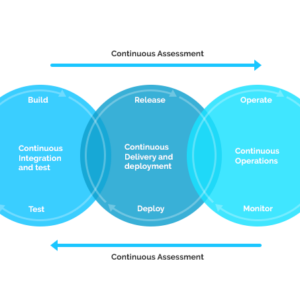 Continuous Assessment
Build
Release
Operate
Continuous
Integration
and test
Continuous
Delivery and
deployment
Continuous
Operations
Test
Deploy
Monitor
Continuous Assessment